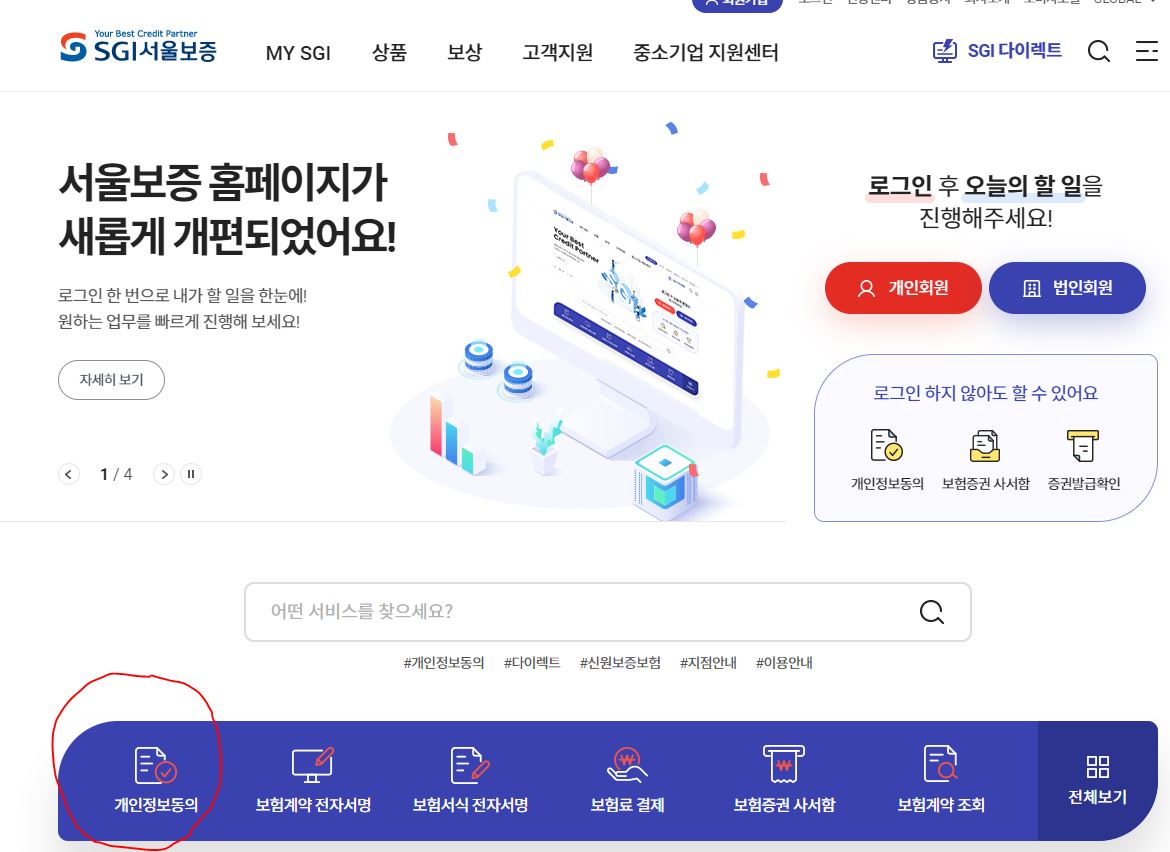 회원가입
GLOBAL
Your Best Credit Partner
SGI서울보증
MY SGI
상품
보상
고객지원
중소기업 지원센터
SGI 다이렉트
서울보증 홈페이지가
새롭게 개편되었어요!
로그인 한 번으로 내가 할 일을 한눈에!
원하는 업무를 빠르게 진행해 보세요!
자세히 보기
1 / 4
Your Best
Credit Partner
로그인 후 오늘의 할 일을
진행해주세요!
개인회원
법인회원
로그인 하지 않아도 할 수 있어요
개인정보동의
보험증권 사서함
증권발급확인
어떤 서비스를 찾으세요?
#개인정보동의 #다이렉트 #신원보증보험 #지점안내 #이용안내
개인정보동의
보험계약 전자서명
보험서식 전자서명
보험료 결제
보험증권 사서함
보험계약 조회
전체보기